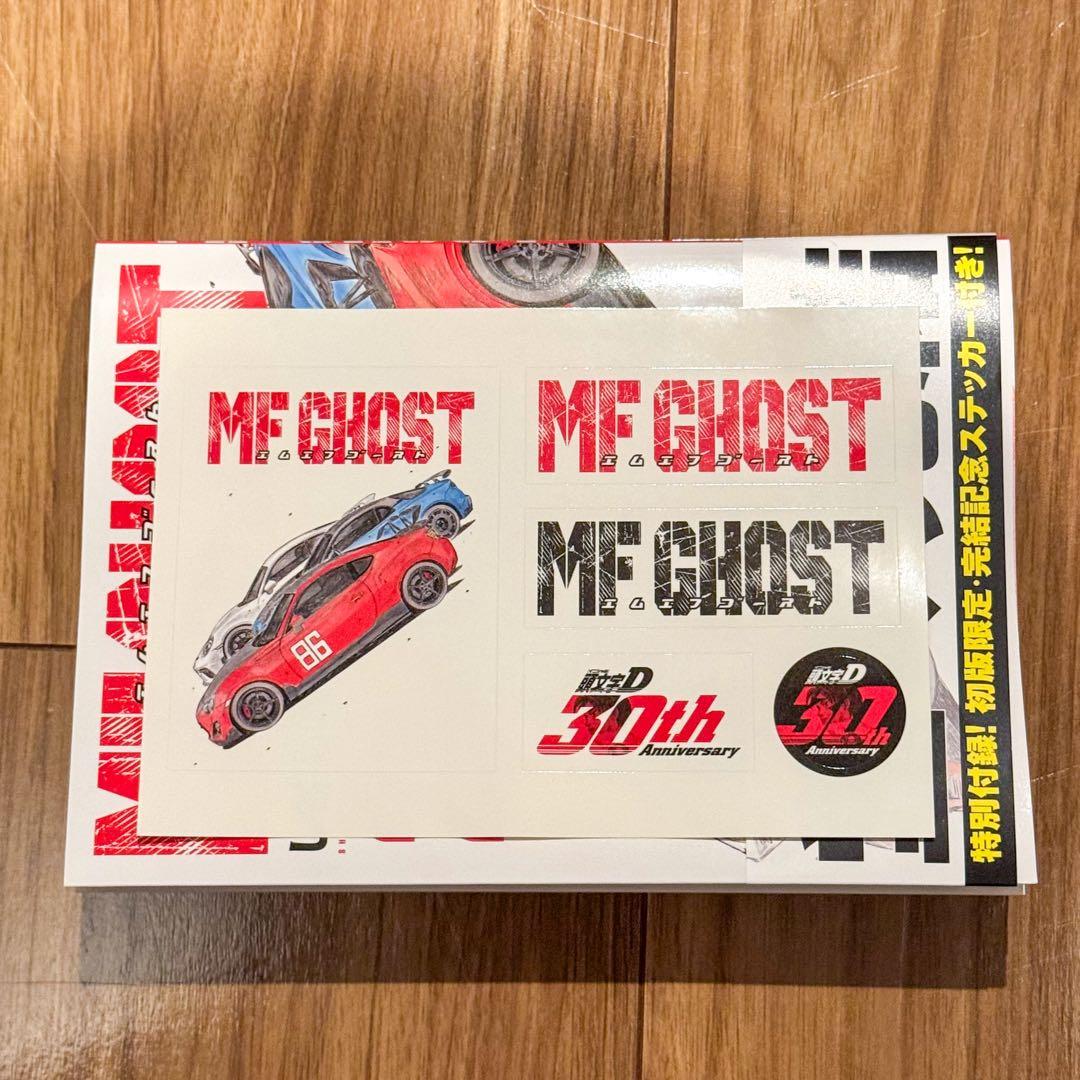 MF GHOST
エムエフゴースト
86
MF GHOST
エムエフゴースト
MF GHOST
エムエフゴースト
頭文字D
30th
Anniversary
頭文字D
30th
Anniversary
特別付録! 初版限定・完結記念ステッカー付き!